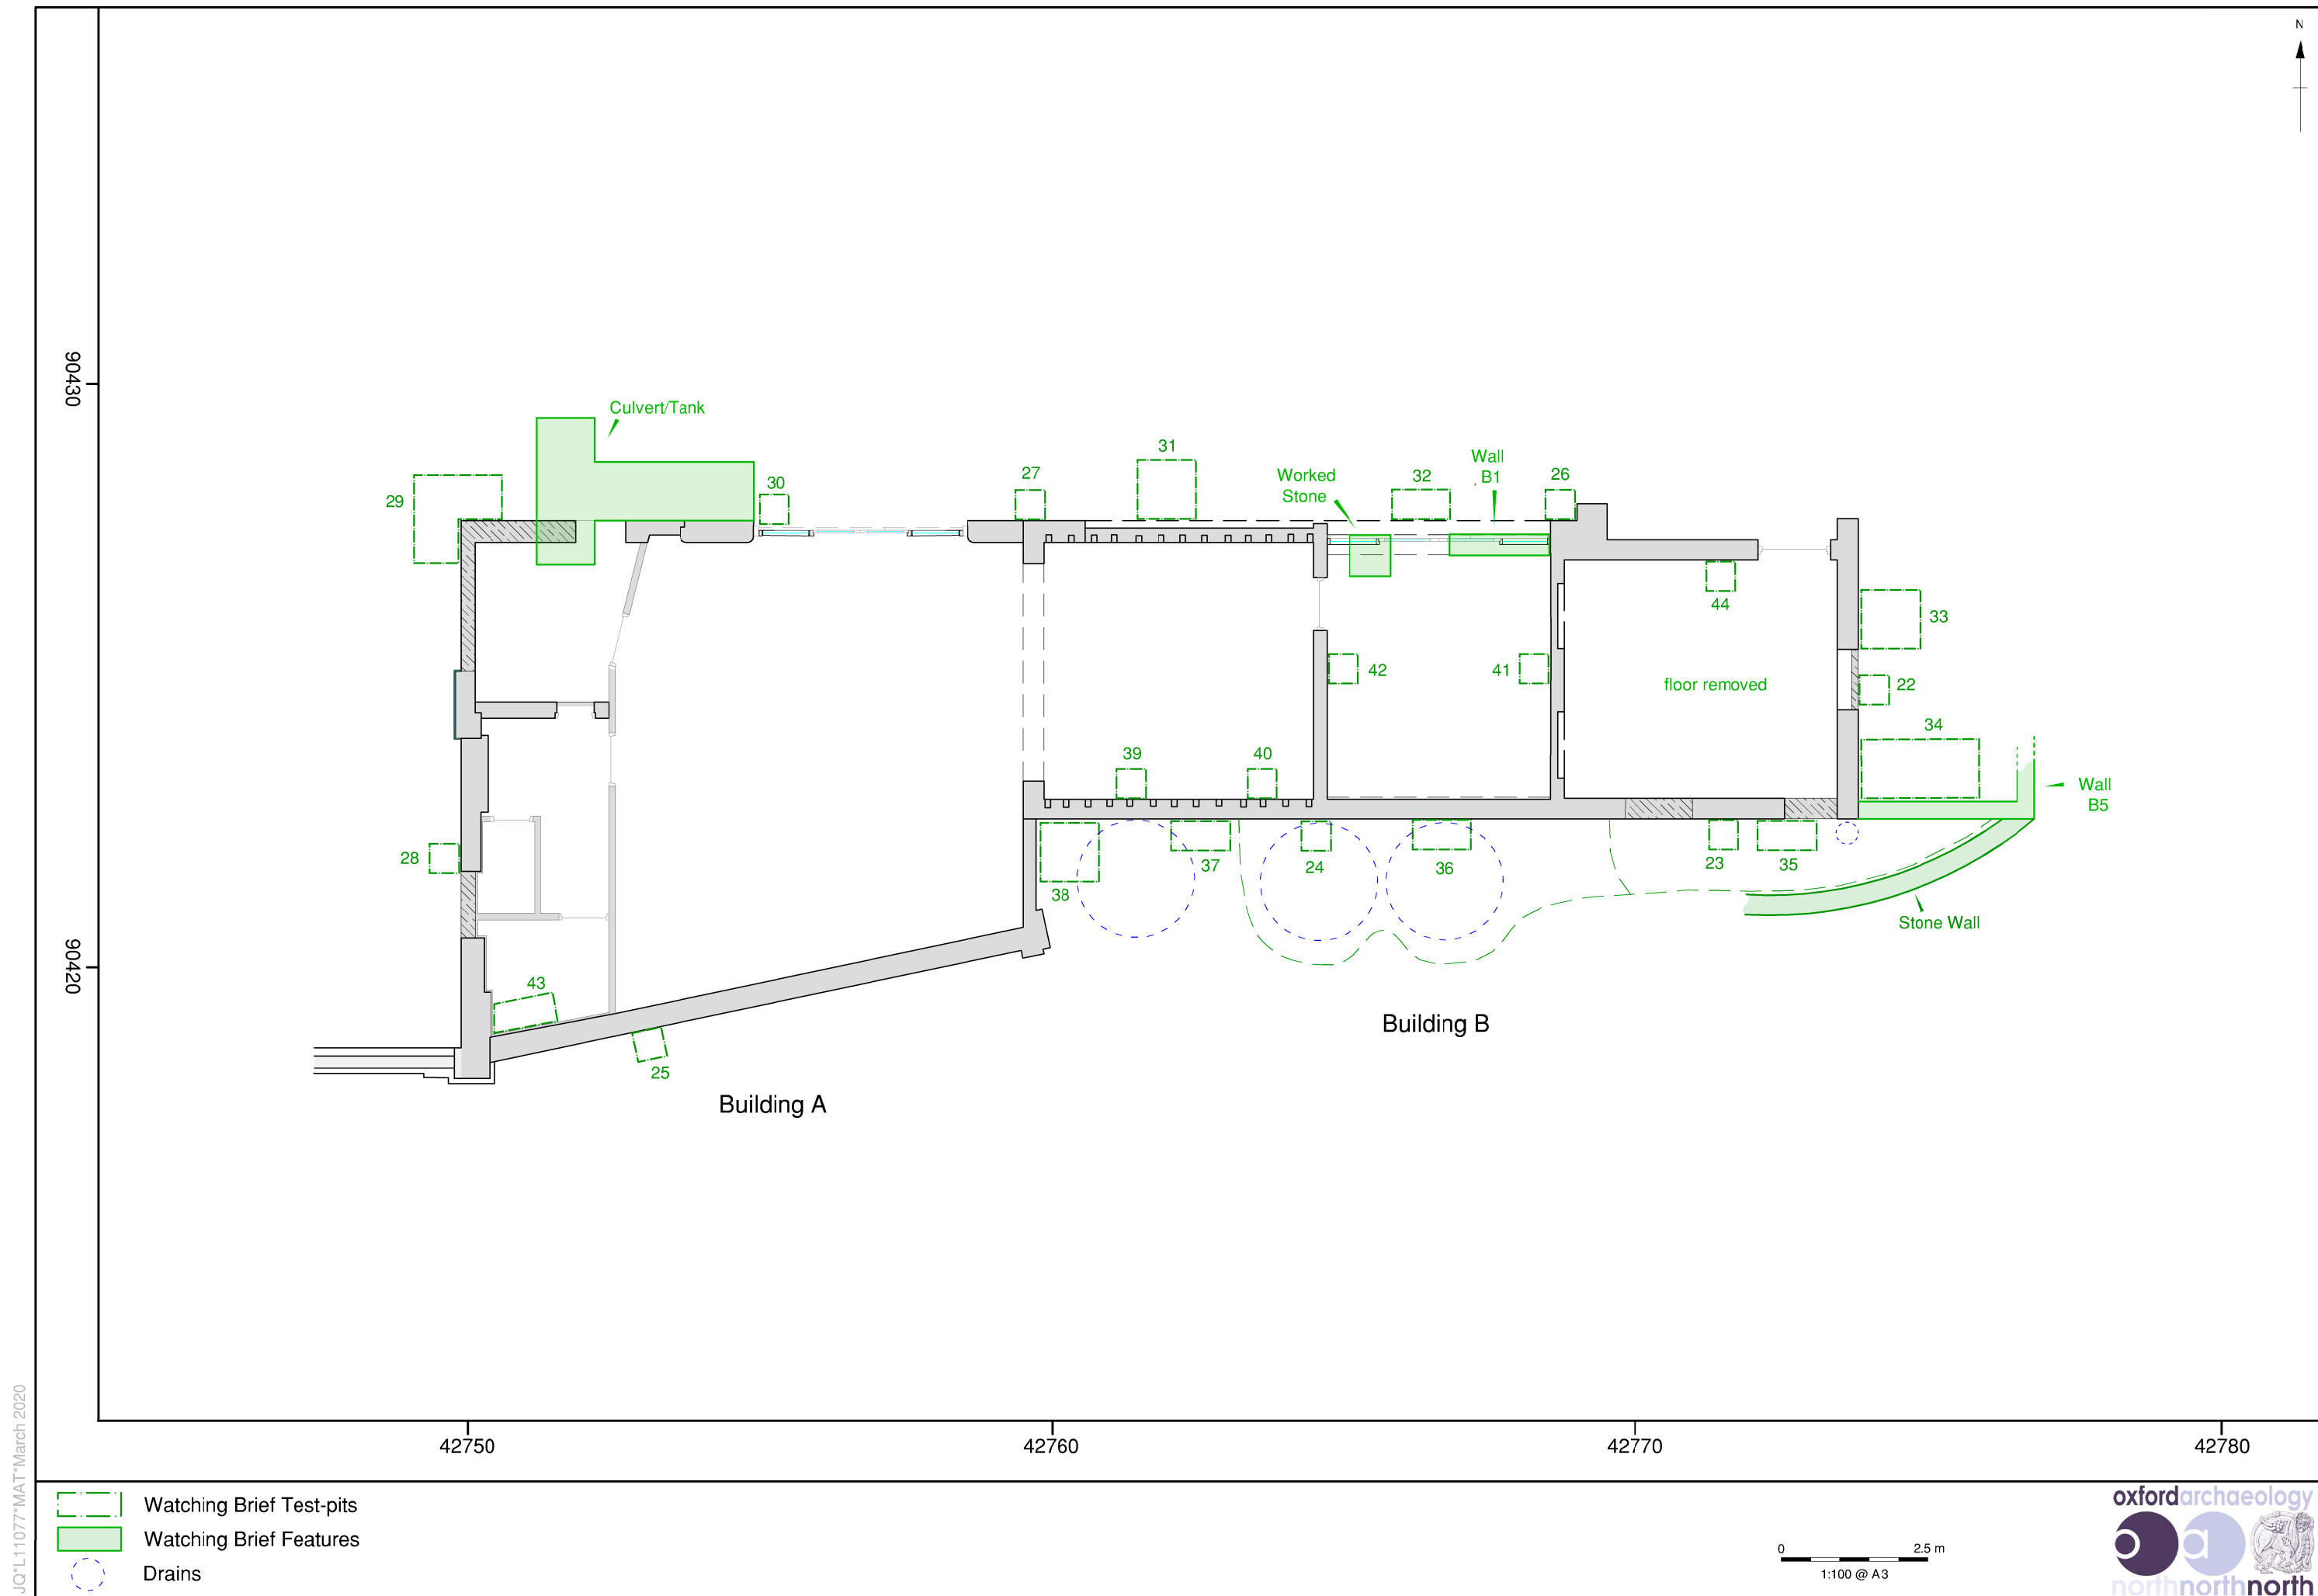 N
90430
Culvert/Tank
31
Wall
B1
27
Worked
Stone
32
26
29
30
44
33
42
41
floor removed
22
34
39
40
Wall
B5
28
38
37
24
36
23
35
Stone Wall
90420
43
25
Building B
Building A
42750
42760
42770
42780
JQ*L11077*MAT*March 2020
Watching Brief Test-pits
Watching Brief Features
Drains
0
2.5 m
1:100 @ A3
oxfordarchaeology
oa
northnorthnorth